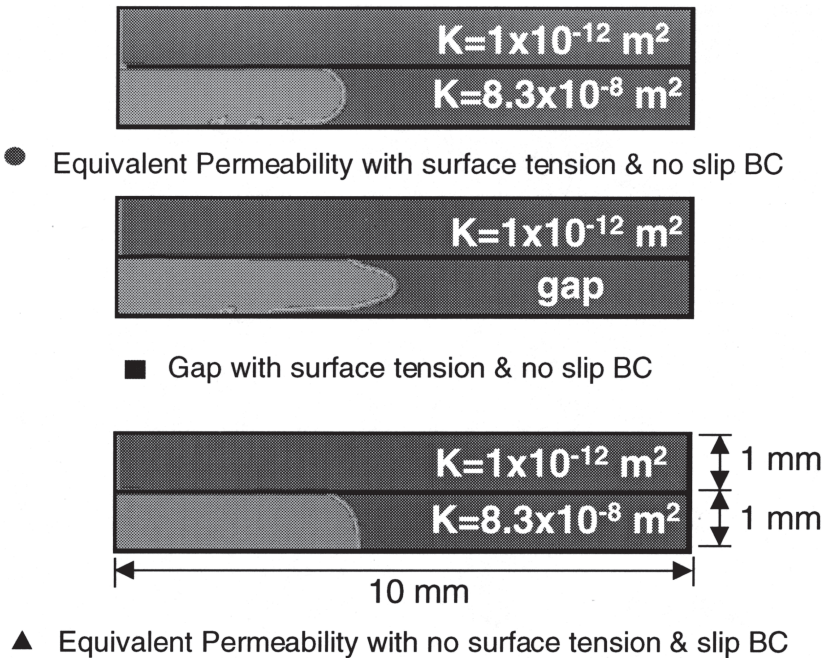 K=1x10⁻¹² m²
K=8.3x10⁻⁸ m²
Equivalent Permeability with surface tension & no slip BC
K=1x10⁻¹² m²
gap
Gap with surface tension & no slip BC
K=1x10⁻¹² m²
1 mm
K=8.3x10⁻⁸ m²
1 mm
10 mm
Equivalent Permeability with no surface tension & slip BC